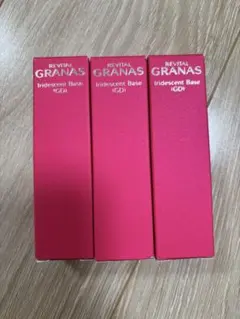 REVITAL
GRANAS
Iridescent Base
(GD)
REVITAL
GRANAS
Iridescent Base
(GD)
REVITAL
GRANAS
Iridescent Base
(GD)